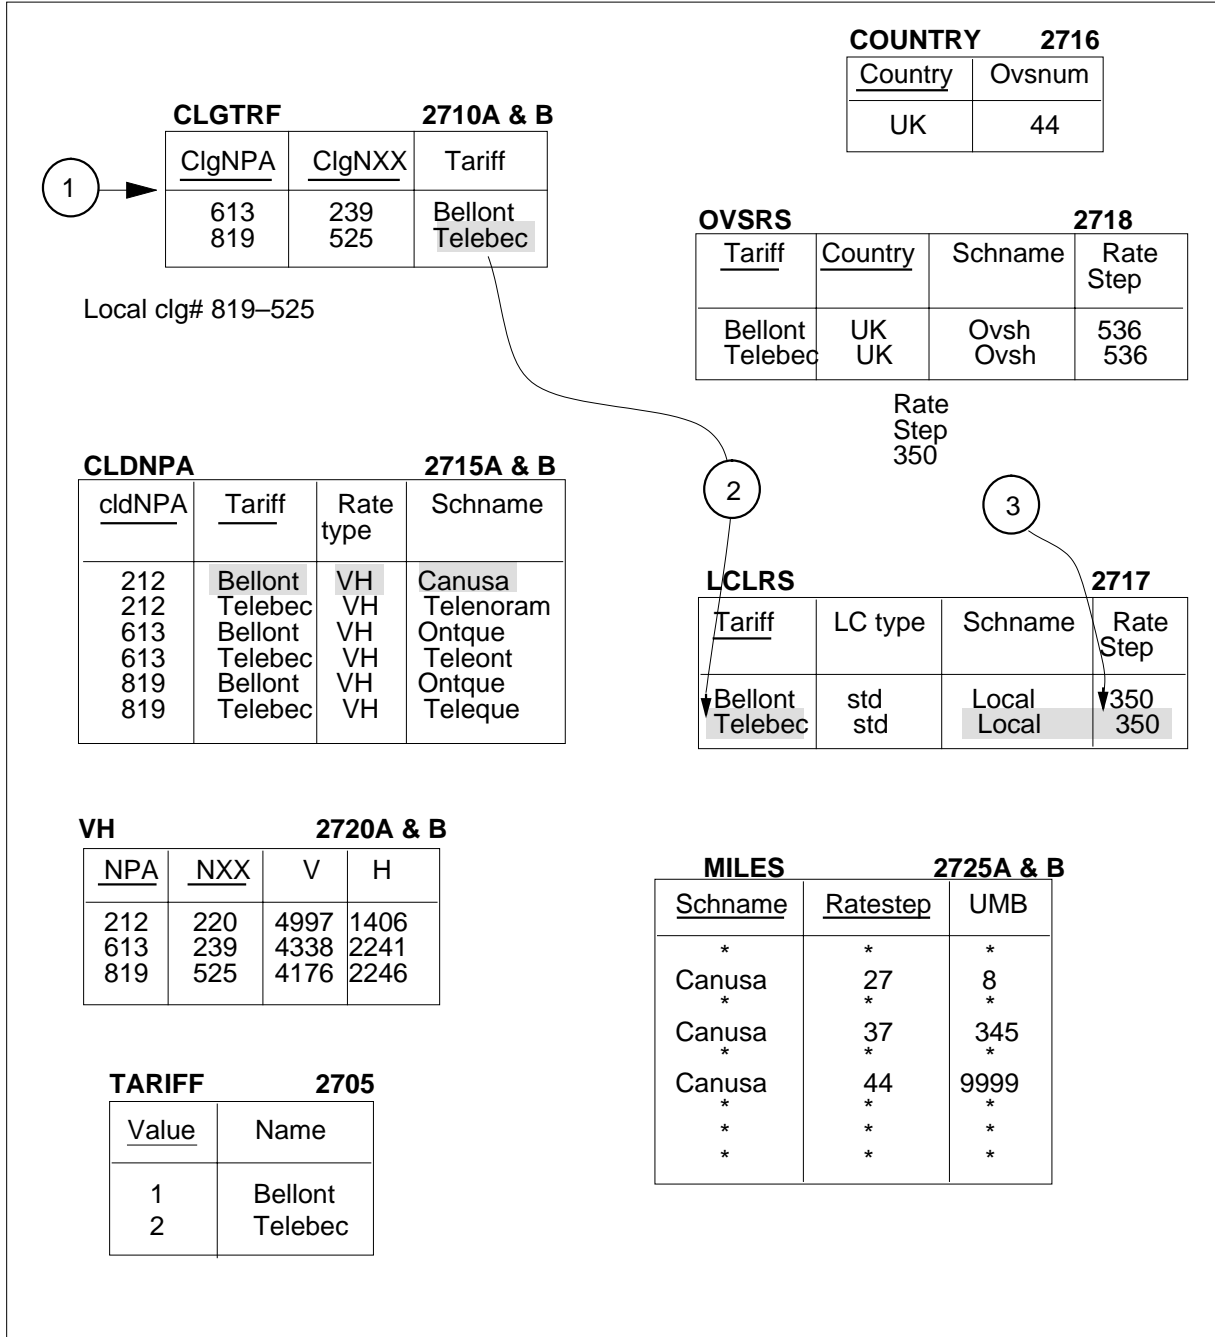 COUNTRY 2716
Country Ovsnum
UK 44
CLGTRF 2710A & B
ClgNPA ClgNXX Tariff
613 239 Bellont
819 525 Telebec
1
Local clg# 819–525
OVSRS 2718
Tariff Country Schname Rate
Step
Bellont UK Ovsh 536
Telebec UK Ovsh 536
Rate
Step
350
CLDNPA 2715A & B
cldNPA Tariff Rate Schname
type
212 Bellont VH Canusa
212 Telebec VH Telenoram
613 Bellont VH Ontque
613 Telebec VH Teleont
819 Bellont VH Ontque
819 Telebec VH Teleque
2
3
LCLRS 2717
Tariff LC type Schname Rate
Step
Bellont std Local 350
Telebec std Local 350
VH 2720A & B
NPA NXX V H
212 220 4997 1406
613 239 4338 2241
819 525 4176 2246
MILES 2725A & B
Schname Ratestep UMB
* * *
Canusa 27 8
* * *
Canusa 37 345
* * *
Canusa 44 9999
* * *
* * *
* * *
TARIFF 2705
Value Name
1 Bellont
2 Telebec